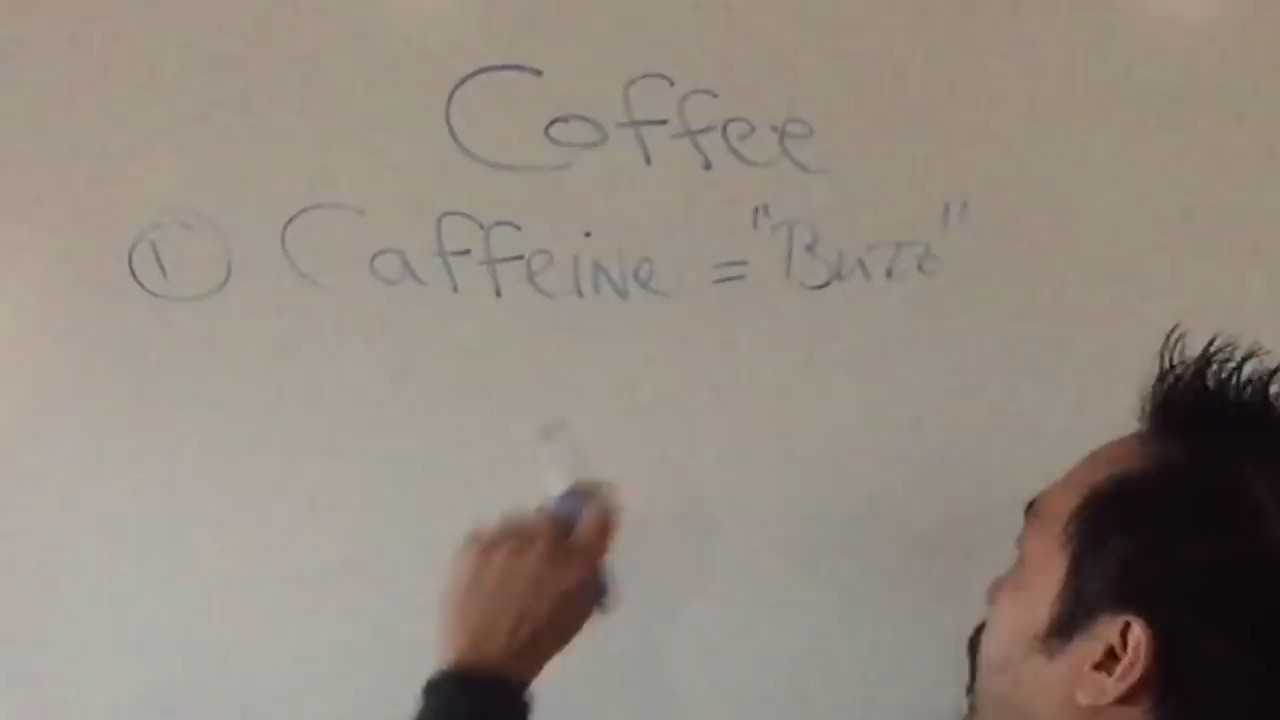 Coffee
① Caffeine = "Buzz"